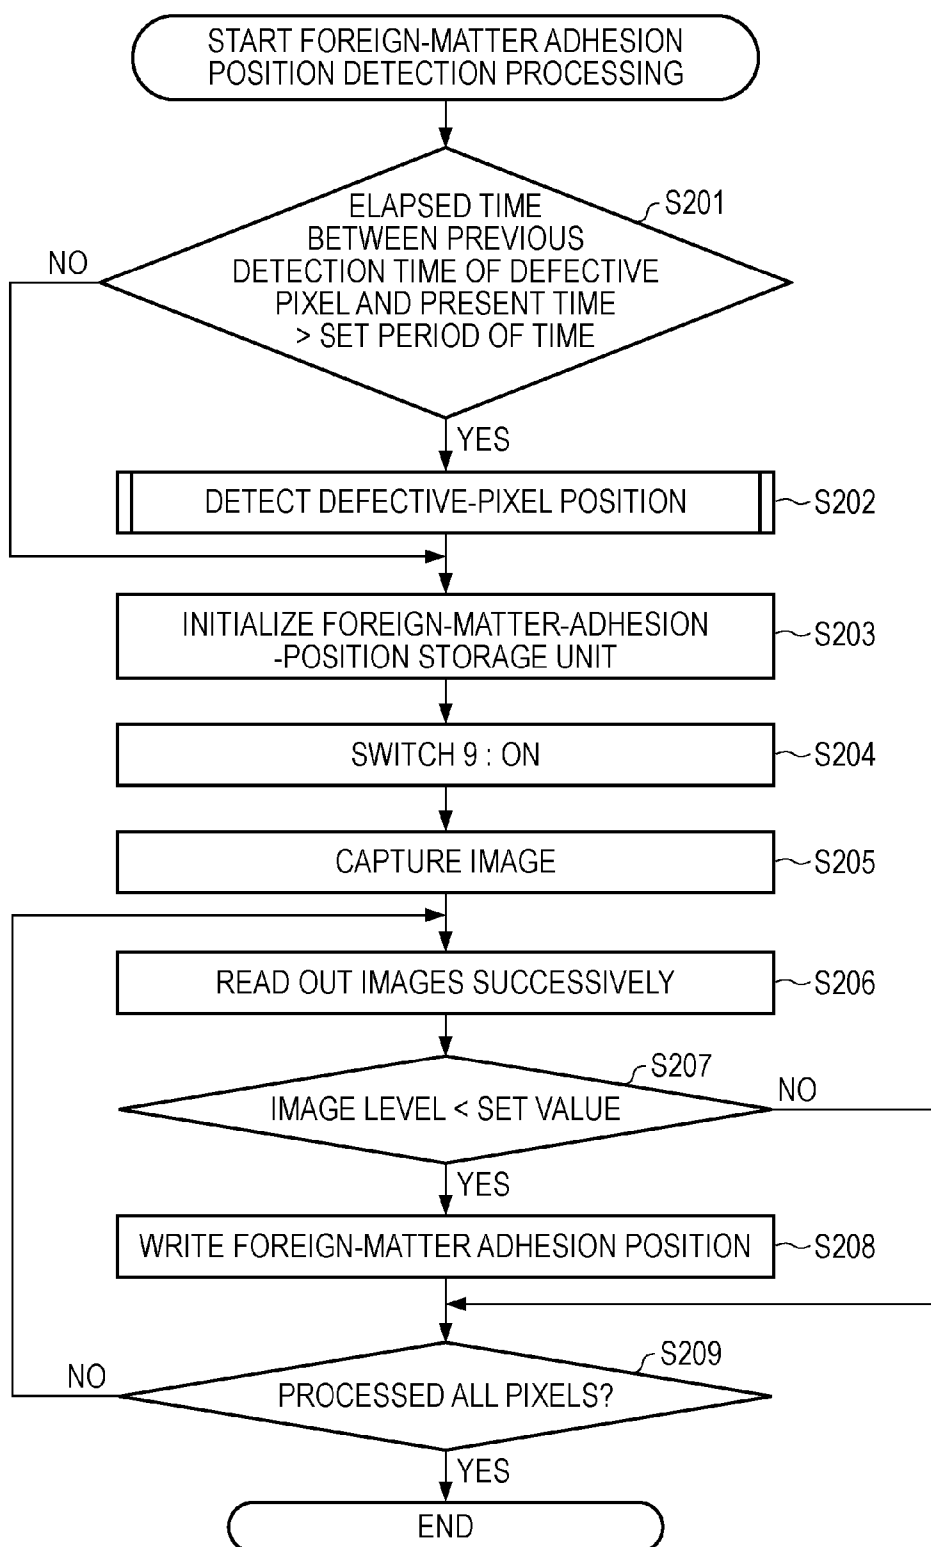 START FOREIGN-MATTER ADHESION
POSITION DETECTION PROCESSING
S201
ELAPSED TIME
BETWEEN PREVIOUS
DETECTION TIME OF DEFECTIVE
PIXEL AND PRESENT TIME
> SET PERIOD OF TIME
NO
YES
DETECT DEFECTIVE-PIXEL POSITION
S202
INITIALIZE FOREIGN-MATTER-ADHESION
-POSITION STORAGE UNIT
S203
SWITCH 9 : ON
S204
CAPTURE IMAGE
S205
READ OUT IMAGES SUCCESSIVELY
S206
S207
IMAGE LEVEL < SET VALUE
NO
YES
WRITE FOREIGN-MATTER ADHESION POSITION
S208
S209
NO
PROCESSED ALL PIXELS?
YES
END